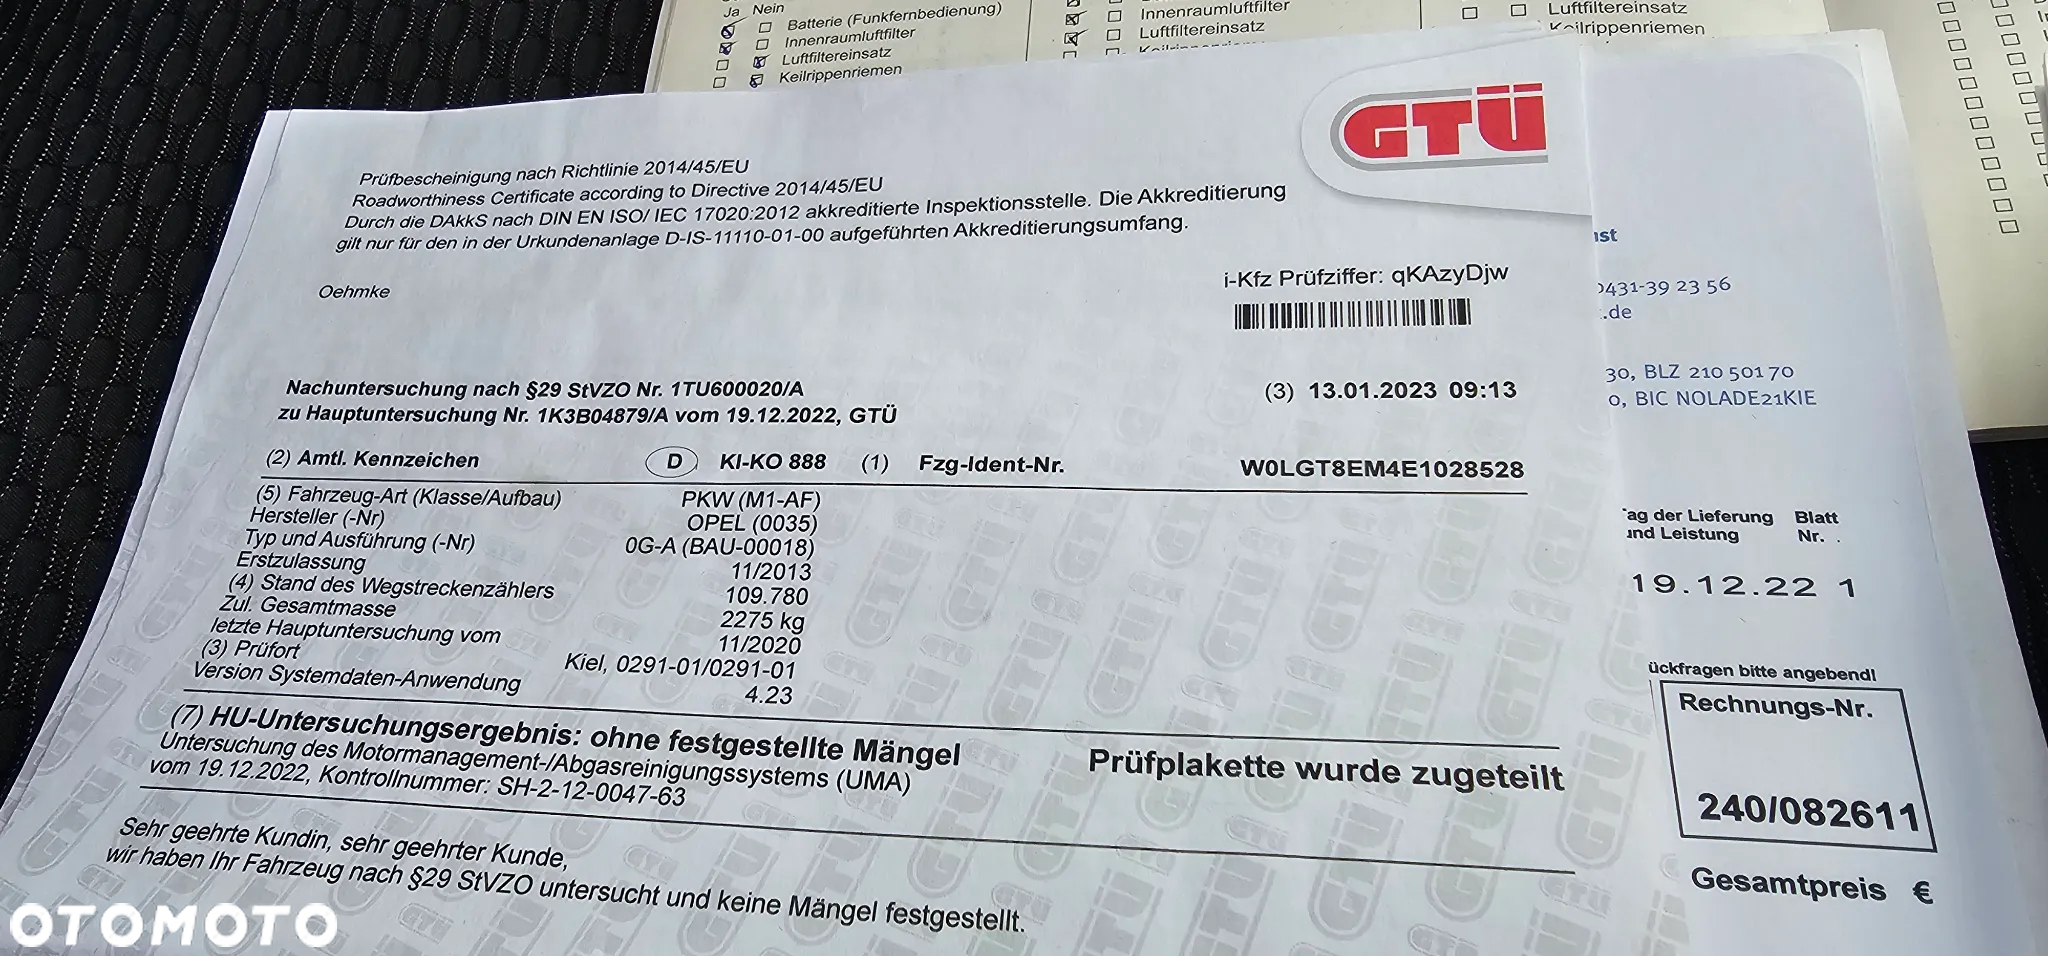 Ja Nein
Batterie (Funkfernbedienung)
Innenraumluftfilter
Luftfiltereinsatz
Keilrippenriemen
Innenraumluftfilter
Luftfiltereinsatz
Luftfiltereinsatz
Keilrippenriemen
GTÜ
Prüfbescheinigung nach Richtlinie 2014/45/EU
Roadworthiness Certificate according to Directive 2014/45/EU
Durch die DAkkS nach DIN EN ISO/ IEC 17020:2012 akkreditierte Inspektionsstelle. Die Akkreditierung
gilt nur für den in der Urkundenanlage D-IS-11110-01-00 aufgeführten Akkreditierungsumfang.
Oehmke
i-Kfz Prüfziffer: qKAzyDjw
Nachuntersuchung nach §29 StVZO Nr. 1TU600020/A
(3) 13.01.2023 09:13
zu Hauptuntersuchung Nr. 1K3B04879/A vom 19.12.2022, GTÜ
(2) Amtl. Kennzeichen D KI-KO 888 (1) Fzg-Ident-Nr. W0LGT8EM4E1028528
(5) Fahrzeug-Art (Klasse/Aufbau) PKW (M1-AF)
Hersteller (-Nr) OPEL (0035)
Typ und Ausführung (-Nr) 0G-A (BAU-00018)
Erstzulassung 11/2013
(4) Stand des Wegstreckenzählers 109.780
Zul. Gesamtmasse 2275 kg
letzte Hauptuntersuchung vom 11/2020
(3) Prüfort Kiel, 0291-01/0291-01
Version Systemdaten-Anwendung 4.23
(7) HU-Untersuchungsergebnis: ohne festgestellte Mängel
Prüfplakette wurde zugeteilt
Untersuchung des Motormanagement-/Abgasreinigungssystems (UMA)
vom 19.12.2022, Kontrollnummer: SH-2-12-0047-63
Sehr geehrte Kundin, sehr geehrter Kunde,
wir haben Ihr Fahrzeug nach §29 StVZO untersucht und keine Mängel festgestellt.
nst
0431-39 23 56
.de
30, BLZ 210 501 70
0, BIC NOLADE21KIE
Tag der Lieferung Blatt
und Leistung Nr.
19.12.22 1
ückfragen bitte angeben!
Rechnungs-Nr.
240/082611
Gesamtpreis €
OTOMOTO